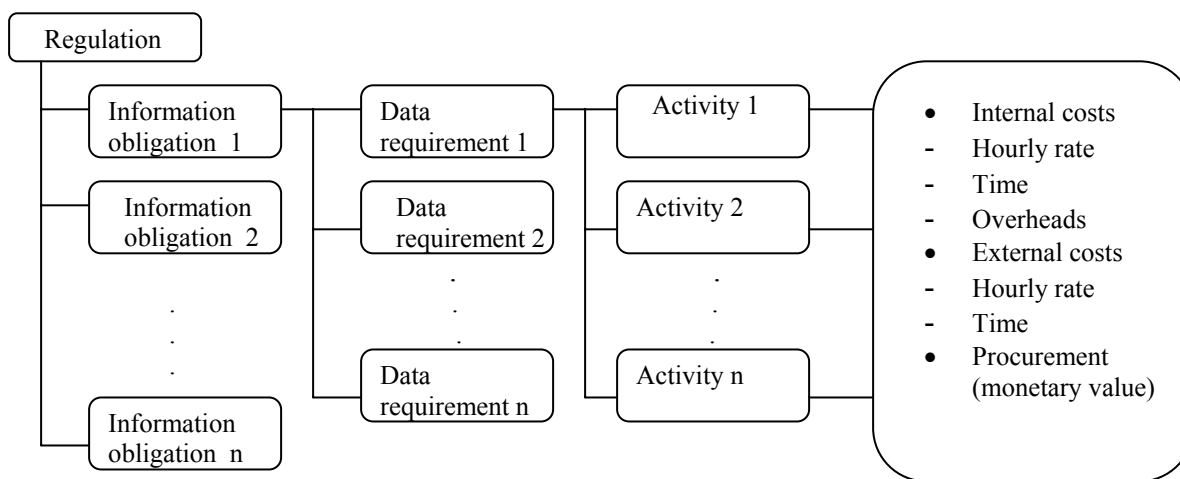 Regulation
Information
obligation 1
Data
requirement 1
Activity 1
Information
obligation 2
Data
requirement 2
Activity 2
Information
obligation n
Data
requirement n
Activity n
• Internal costs
- Hourly rate
- Time
- Overheads
• External costs
- Hourly rate
- Time
• Procurement
(monetary value)